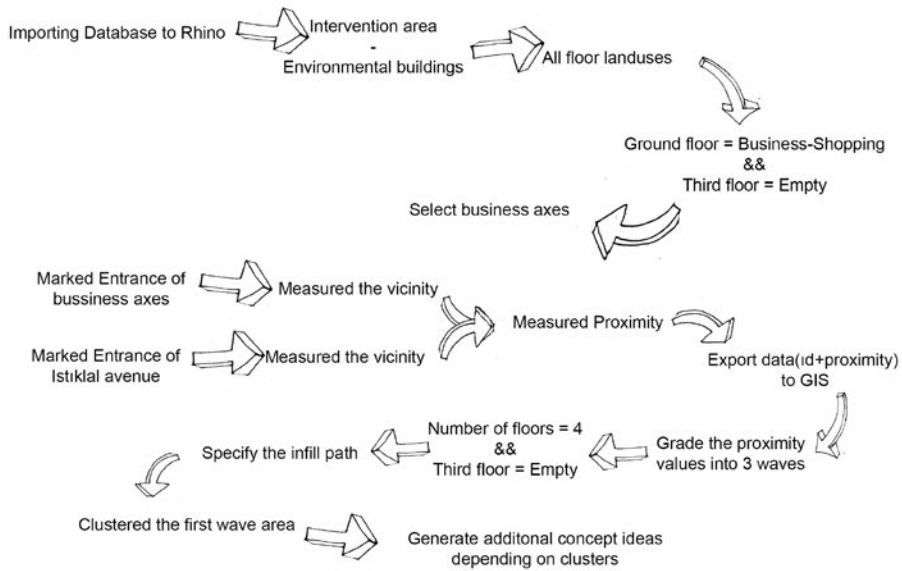 Importing Database to Rhino
Intervention area
-
Environmental buildings
All floor landuses
Ground floor = Business-Shopping
&&
Third floor = Empty
Select business axes
Marked Entrance of
bussiness axes
Measured the vicinity
Marked Entrance of
Istıklal avenue
Measured the vicinity
Measured Proximity
Export data(ıd+proximity)
to GIS
Grade the proximity
values into 3 waves
Number of floors = 4
&&
Third floor = Empty
Specify the infill path
Clustered the first wave area
Generate additonal concept ideas
depending on clusters